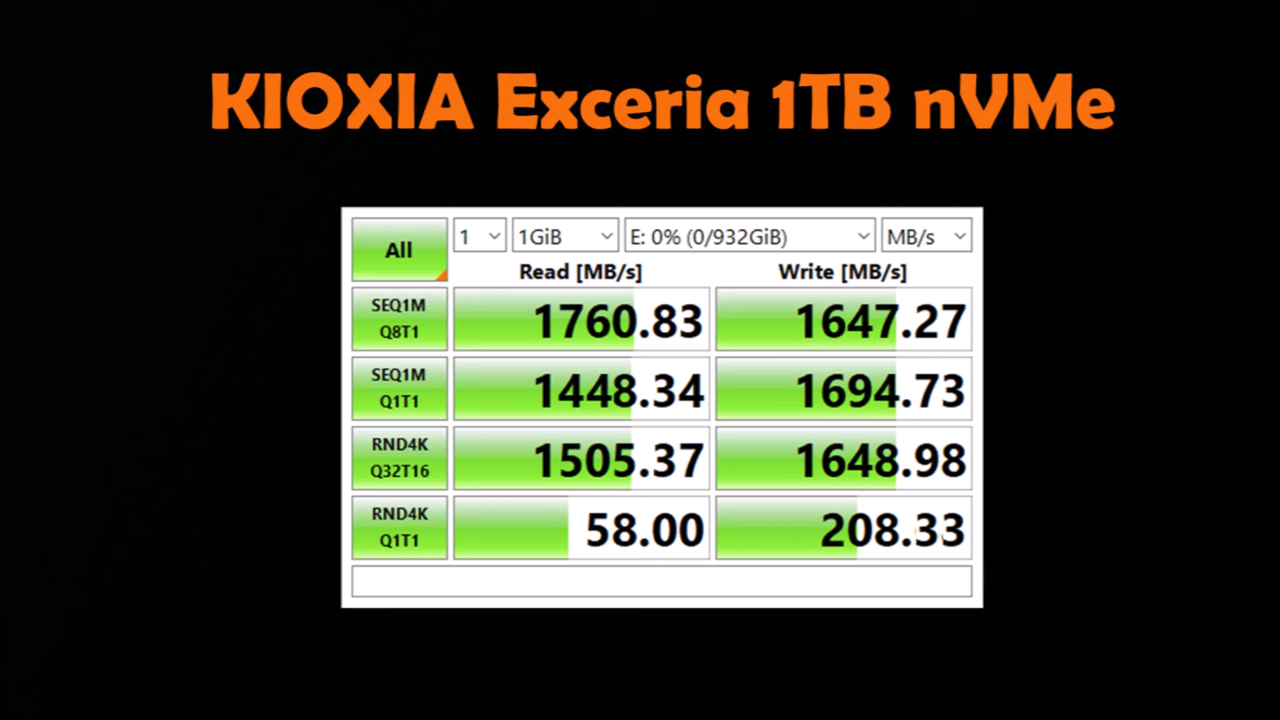 KIOXIA Exceria 1TB nVMe
All 1 1GiB E: 0% (0/932GiB) MB/s
Read [MB/s] Write [MB/s]
SEQ1M
Q8T1 1760.83 1647.27
SEQ1M
Q1T1 1448.34 1694.73
RND4K
Q32T16 1505.37 1648.98
RND4K
Q1T1 58.00 208.33